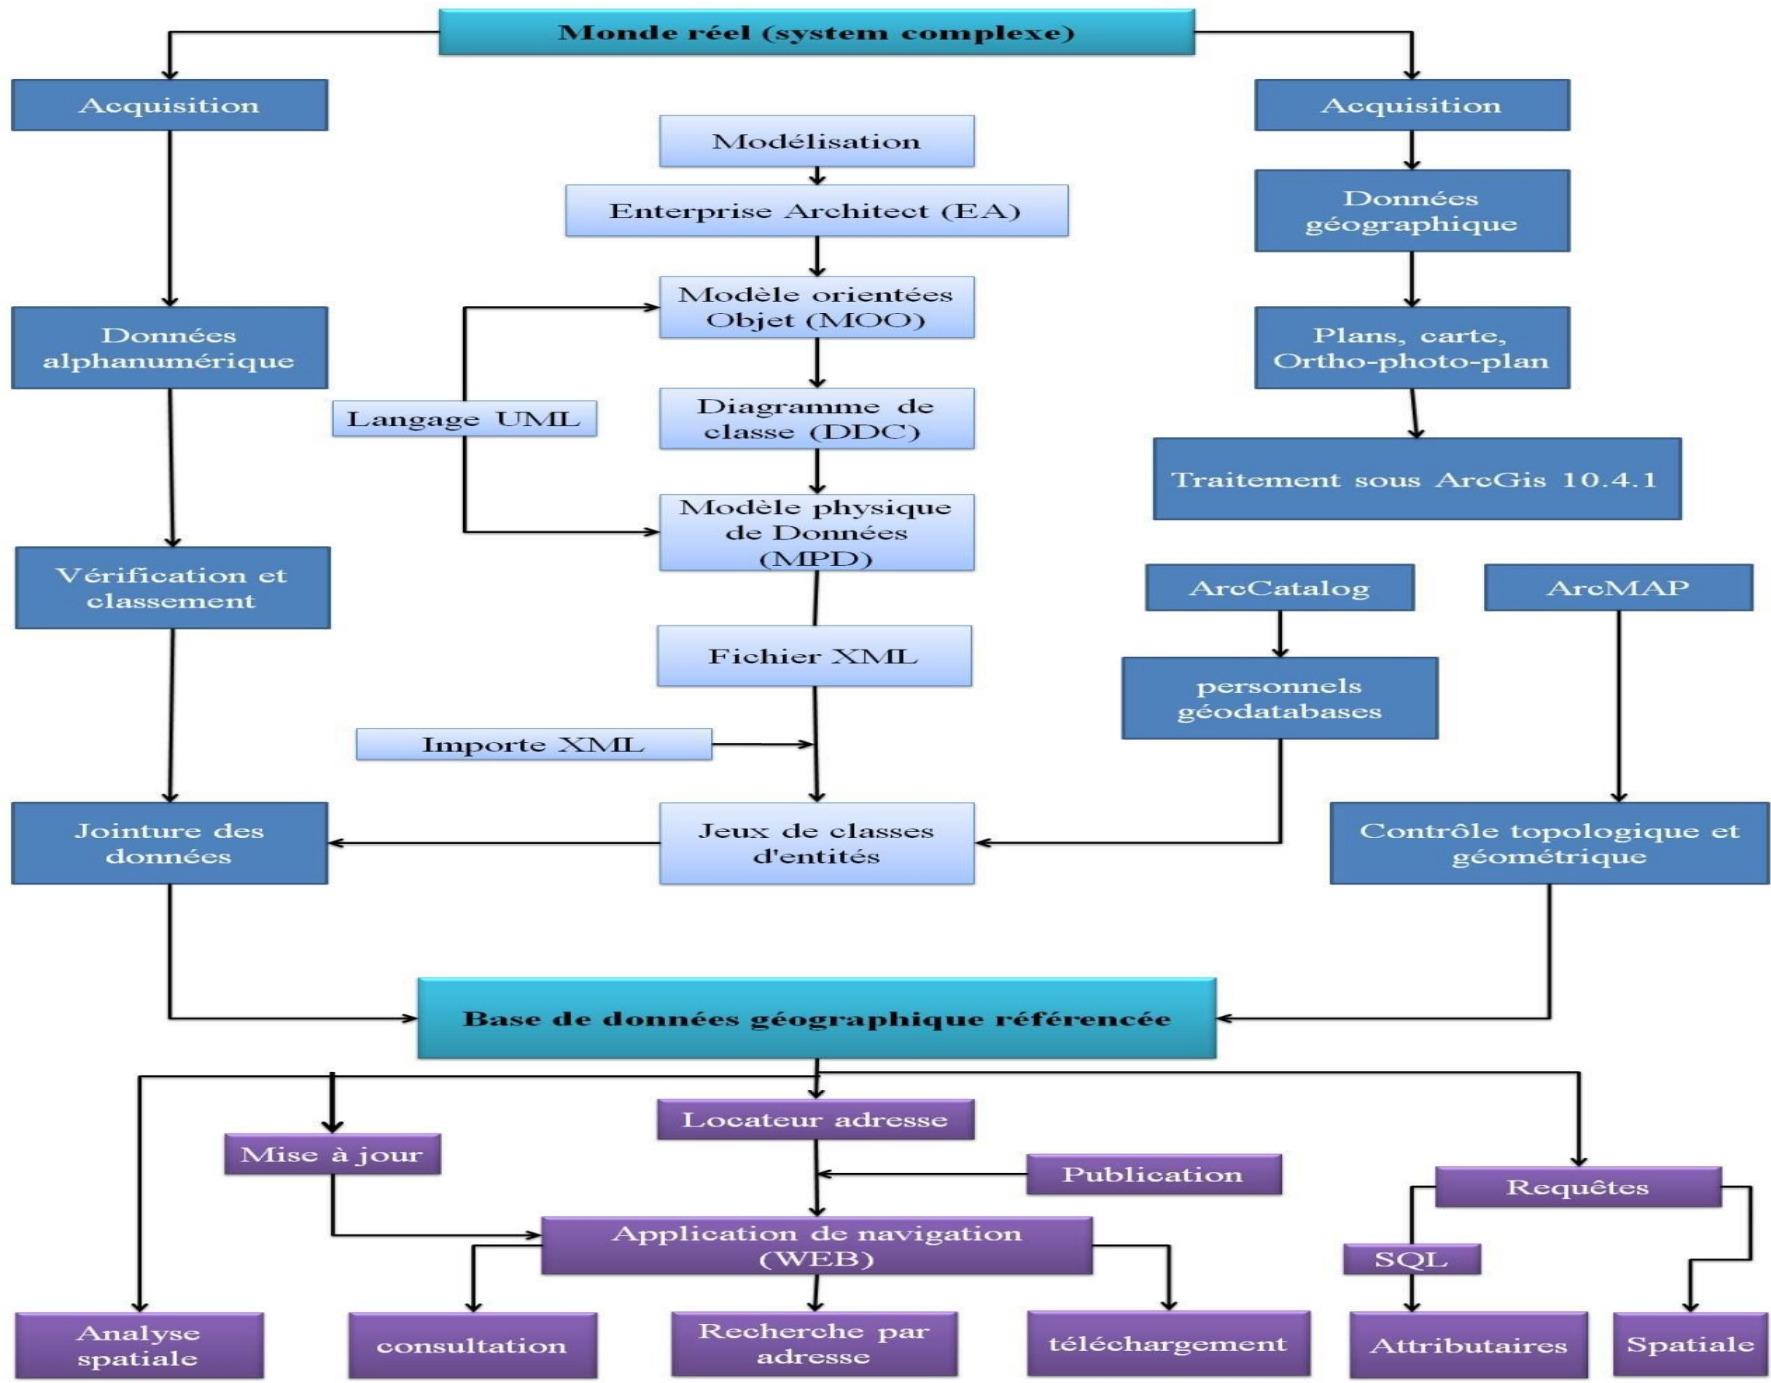 Monde réel (system complexe)
Acquisition
Acquisition
Modélisation
Enterprise Architect (EA)
Données
géographique
Modèle orientées
Objet (MOO)
Données
alphanumérique
Plans, carte,
Ortho-photo-plan
Langage UML
Diagramme de
classe (DDC)
Traitement sous ArcGis 10.4.1
Modèle physique
de Données
(MPD)
Vérification et
classement
ArcCatalog
ArcMAP
Fichier XML
personnels
géodatabases
Importe XML
Jointure des
données
Jeux de classes
d'entités
Contrôle topologique et
géométrique
Base de données géographique référencée
Locateur adresse
Mise à jour
Publication
Requêtes
Application de navigation
(WEB)
SQL
Analyse
spatiale
consultation
Recherche par
adresse
téléchargement
Attributaires
Spatiale